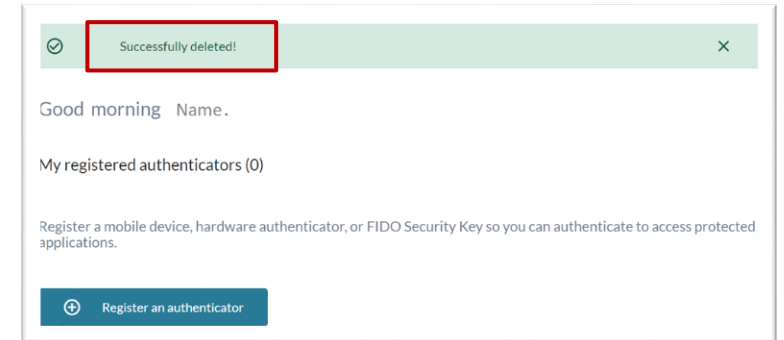 Successfully deleted!
Good morning Name.
My registered authenticators (0)
Register a mobile device, hardware authenticator, or FIDO Security Key so you can authenticate to access protected
applications.
Register an authenticator